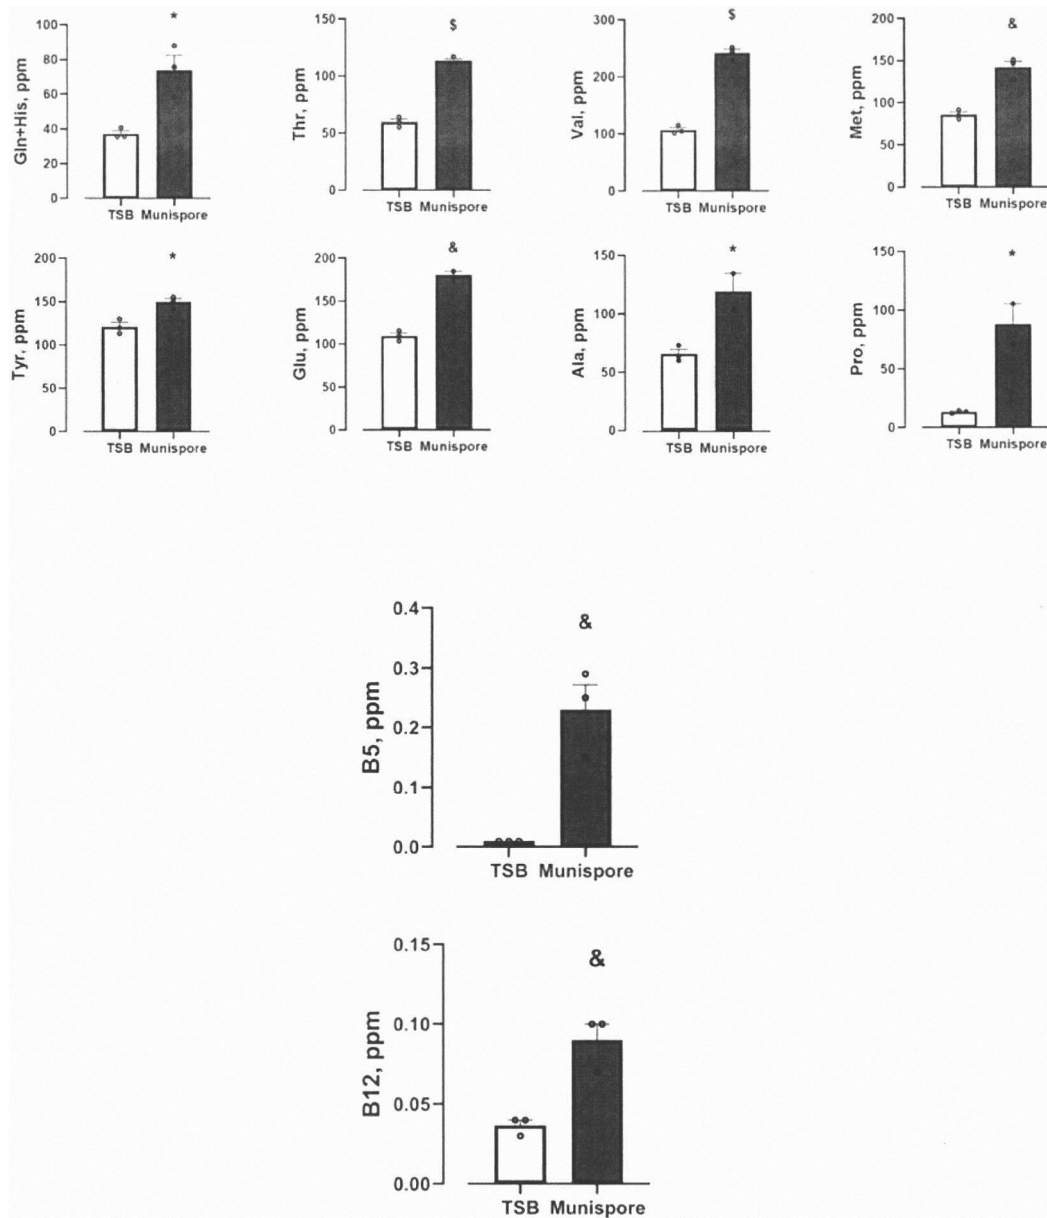 Gln+His, ppm
100
80
60
40
20
0
*
TSB Munispore
Thr, ppm
150
100
50
0
$
TSB Munispore
Val, ppm
300
200
100
0
$
TSB Munispore
Met, ppm
200
150
100
50
0
&
TSB Munispore
Tyr, ppm
200
150
100
50
0
*
TSB Munispore
Glu, ppm
200
150
100
50
0
&
TSB Munispore
Ala, ppm
150
100
50
0
*
TSB Munispore
Pro, ppm
150
100
50
0
*
TSB Munispore
B5, ppm
0.4
0.3
0.2
0.1
0.0
&
TSB Munispore
B12, ppm
0.15
0.10
0.05
0.00
&
TSB Munispore